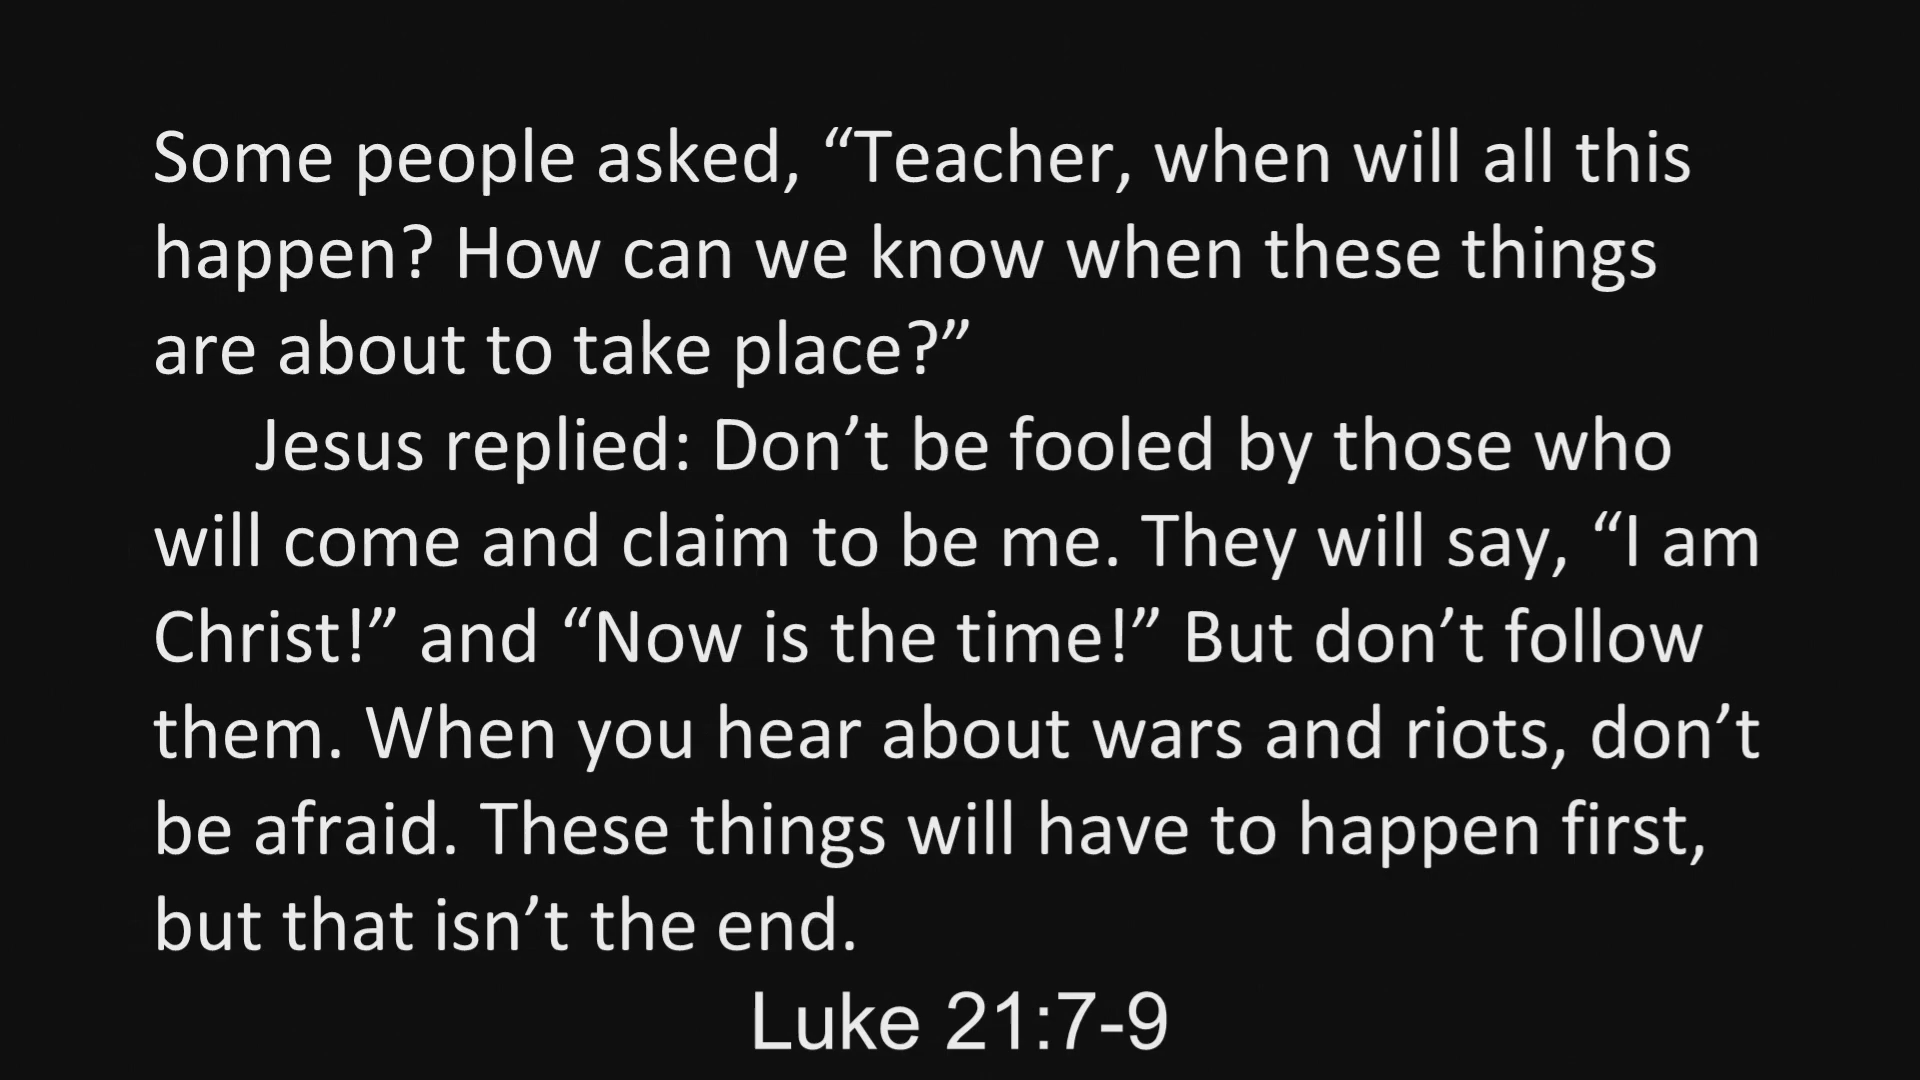 Some people asked, “Teacher, when will all this
happen? How can we know when these things
are about to take place?”
Jesus replied: Don’t be fooled by those who
will come and claim to be me. They will say, “I am
Christ!” and “Now is the time!” But don’t follow
them. When you hear about wars and riots, don’t
be afraid. These things will have to happen first,
but that isn’t the end.
Luke 21:7-9